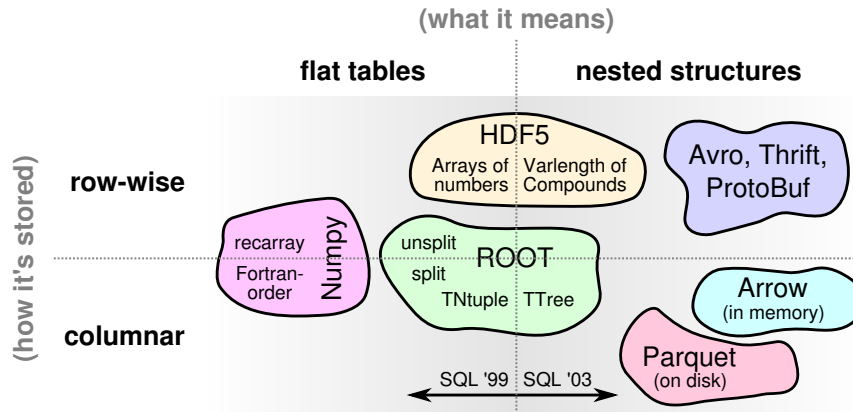 (what it means)
flat tables
nested structures
(how it's stored)
row-wise
columnar
HDF5
Arrays of
numbers
Varlength of
Compounds
Avro, Thrift,
ProtoBuf
recarray
Fortran-
order
Numpy
unsplit
split
ROOT
TNtuple
TTree
Arrow
(in memory)
Parquet
(on disk)
SQL '99
SQL '03